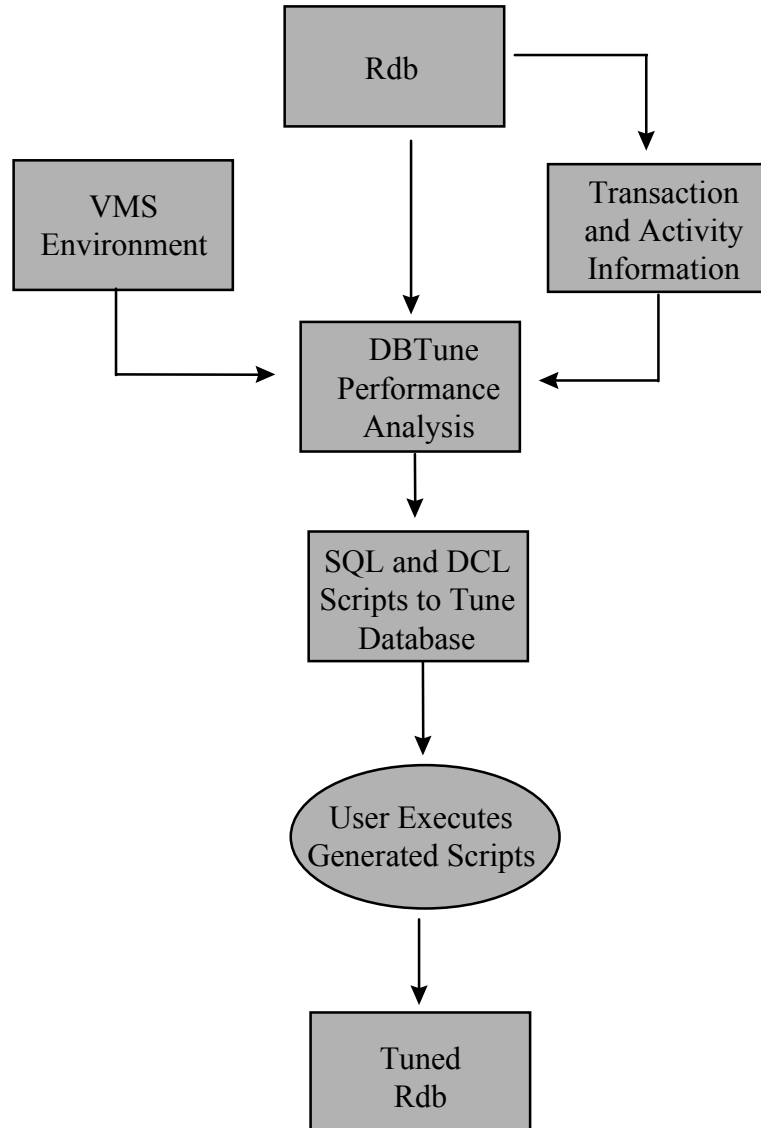 Rdb
VMS
Environment
Transaction
and Activity
Information
DBTune
Performance
Analysis
SQL and DCL
Scripts to Tune
Database
User Executes
Generated Scripts
Tuned
Rdb